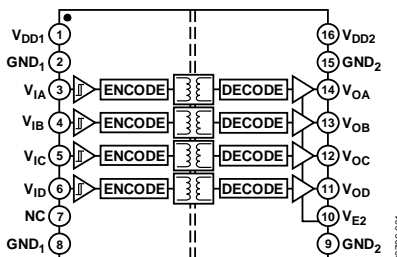 VDD1 1 16 VDD2
GND1 2 15 GND2
VIA 3 ENCODE DECODE 14 VOA
VIB 4 ENCODE DECODE 13 VOB
VIC 5 ENCODE DECODE 12 VOC
VID 6 ENCODE DECODE 11 VOD
NC 7 10 VE2
GND1 8 9 GND2